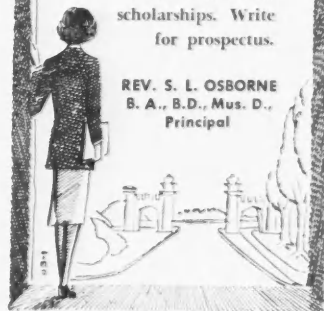 scholarships. Write
for prospectus.
REV. S. L. OSBORNE
B. A., B.D., Mus. D.,
Principal